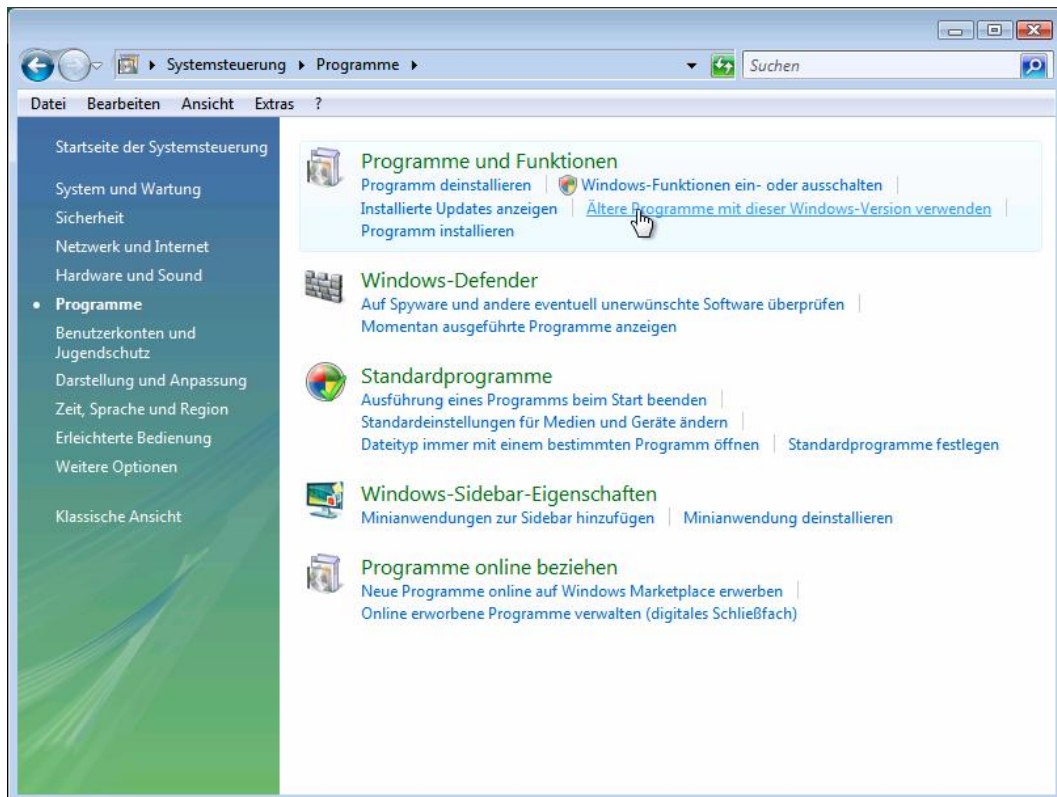 Systemsteuerung Programme
Suchen
Datei Bearbeiten Ansicht Extras ?
Startseite der Systemsteuerung
System und Wartung
Sicherheit
Netzwerk und Internet
Hardware und Sound
Programme
Benutzerkonten und
Jugendschutz
Darstellung und Anpassung
Zeit, Sprache und Region
Erleichterte Bedienung
Weitere Optionen
Klassische Ansicht
Programme und Funktionen
Programm deinstallieren Windows-Funktionen ein- oder ausschalten
Installierte Updates anzeigen Ältere Programme mit dieser Windows-Version verwenden
Programm installieren
Windows-Defender
Auf Spyware und andere eventuell unerwünschte Software überprüfen
Momentan ausgeführte Programme anzeigen
Standardprogramme
Ausführung eines Programms beim Start beenden
Standardeinstellungen für Medien und Geräte ändern
Dateityp immer mit einem bestimmten Programm öffnen Standardprogramme festlegen
Windows-Sidebar-Eigenschaften
Minianwendungen zur Sidebar hinzufügen Minianwendung deinstallieren
Programme online beziehen
Neue Programme online auf Windows Marketplace erwerben
Online erworbene Programme verwalten (digitales Schließfach)